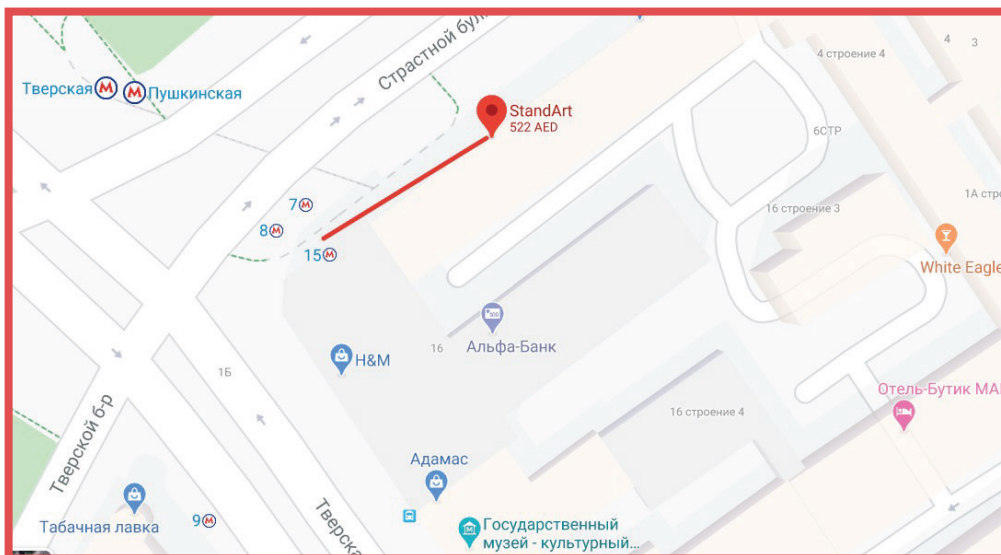 Страстной бул
4 строение 4
4
3
Тверская
Пушкинская
StandArt
522 AED
6СТР
1А стро
7
8
15
16 строение 3
White Eagle
Альфа-Банк
16
H&M
1Б
Отель-Бутик МАГ
16 строение 4
Тверской б-р
Адамас
Табачная лавка
9
Тверска
Государственный
музей - культурный...